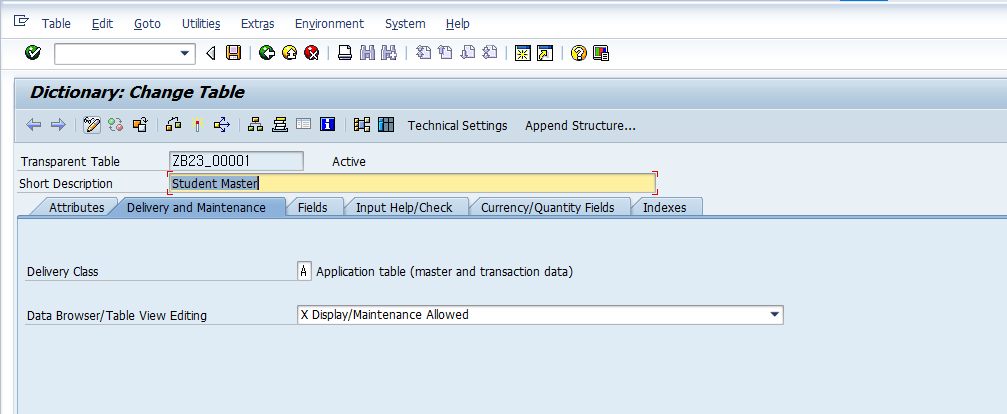 Table Edit Goto Utilities Extras Environment System Help
Dictionary: Change Table
Technical Settings Append Structure...
Transparent Table ZB23_00001 Active
Short Description Student Master
Attributes Delivery and Maintenance Fields Input Help/Check Currency/Quantity Fields Indexes
Delivery Class A Application table (master and transaction data)
Data Browser/Table View Editing X Display/Maintenance Allowed